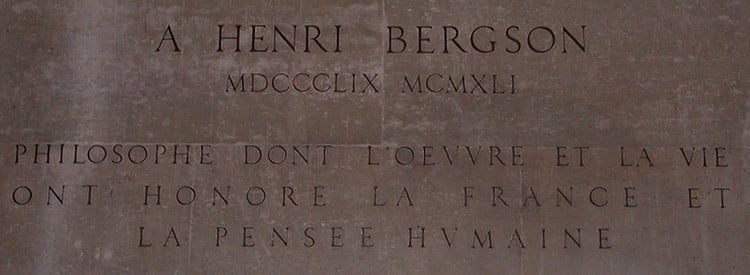 A HENRI BERGSON
MDCCCLIX MCMXLI
PHILOSOPHE DONT L'OEVVRE ET LA VIE
ONT HONORE LA FRANCE ET
LA PENSEE HVMAINE